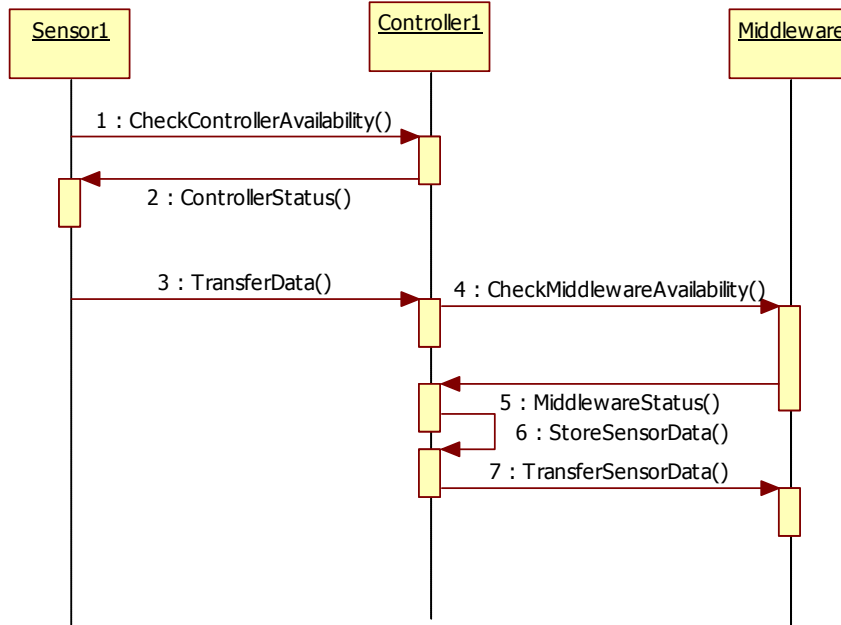 Sensor1
Controller1
Middleware
1 : CheckControllerAvailability()
2 : ControllerStatus()
3 : TransferData()
4 : CheckMiddlewareAvailability()
5 : MiddlewareStatus()
6 : StoreSensorData()
7 : TransferSensorData()